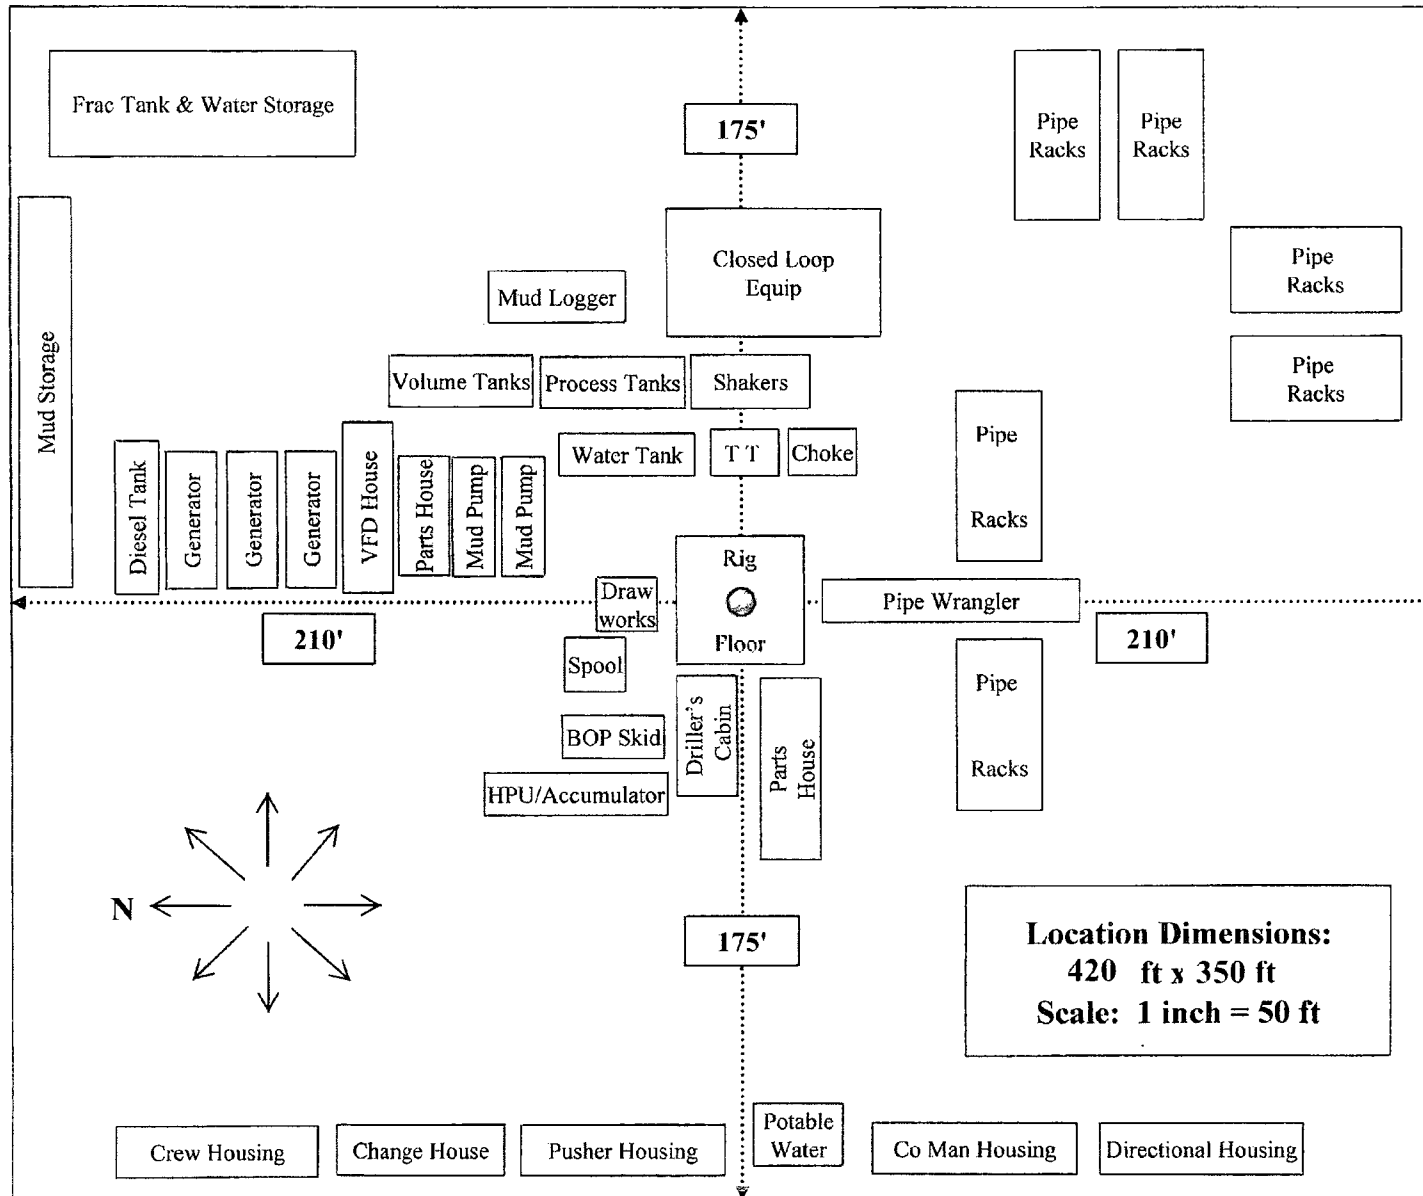 Frac Tank & Water Storage
175'
Pipe
Racks
Pipe
Racks
Closed Loop
Equip
Pipe
Racks
Mud Logger
Mud Storage
Volume Tanks
Process Tanks
Shakers
Pipe
Racks
Diesel Tank
Generator
Generator
Generator
VFD House
Parts House
Mud Pump
Mud Pump
Water Tank
T T
Choke
Pipe
Racks
Rig
Floor
Draw
works
Pipe Wrangler
210'
210'
Spool
Driller's
Cabin
Parts
House
Pipe
Racks
BOP Skid
HPU/Accumulator
N
175'
Location Dimensions:
420 ft x 350 ft
Scale: 1 inch = 50 ft
Crew Housing
Change House
Pusher Housing
Potable
Water
Co Man Housing
Directional Housing